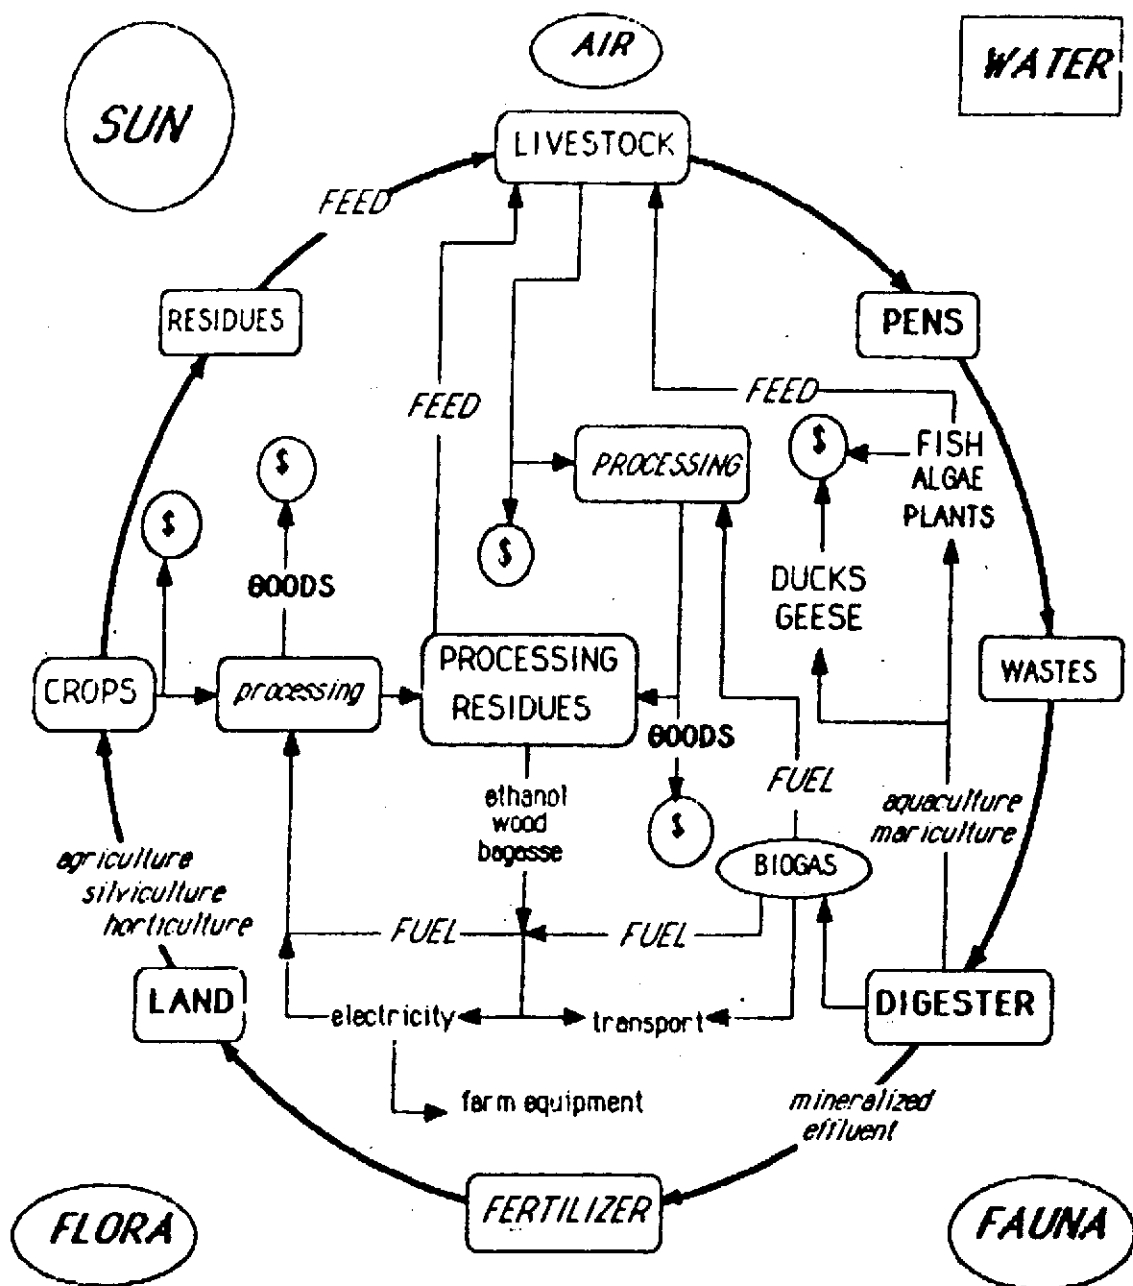 AIR
WATER
SUN
LIVESTOCK
FEED
RESIDUES
PENS
FEED
FEED
$
$
PROCESSING
FISH
ALGAE
PLANTS
$
$
GOODS
DUCKS
GEESE
CROPS
processing
PROCESSING
RESIDUES
WASTES
GOODS
ethanol
wood
bagasse
FUEL
aquaculture
mariculture
$
BIOGAS
agriculture
silviculture
horticulture
FUEL
FUEL
LAND
electricity
transport
DIGESTER
farm equipment
mineralized
effluent
FERTILIZER
FLORA
FAUNA